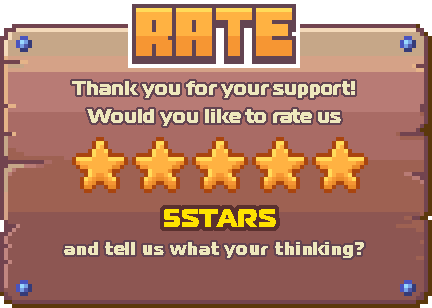 RATE
Thank you for your support!
Would you like to rate us
5STARS
and tell us what your thinking?